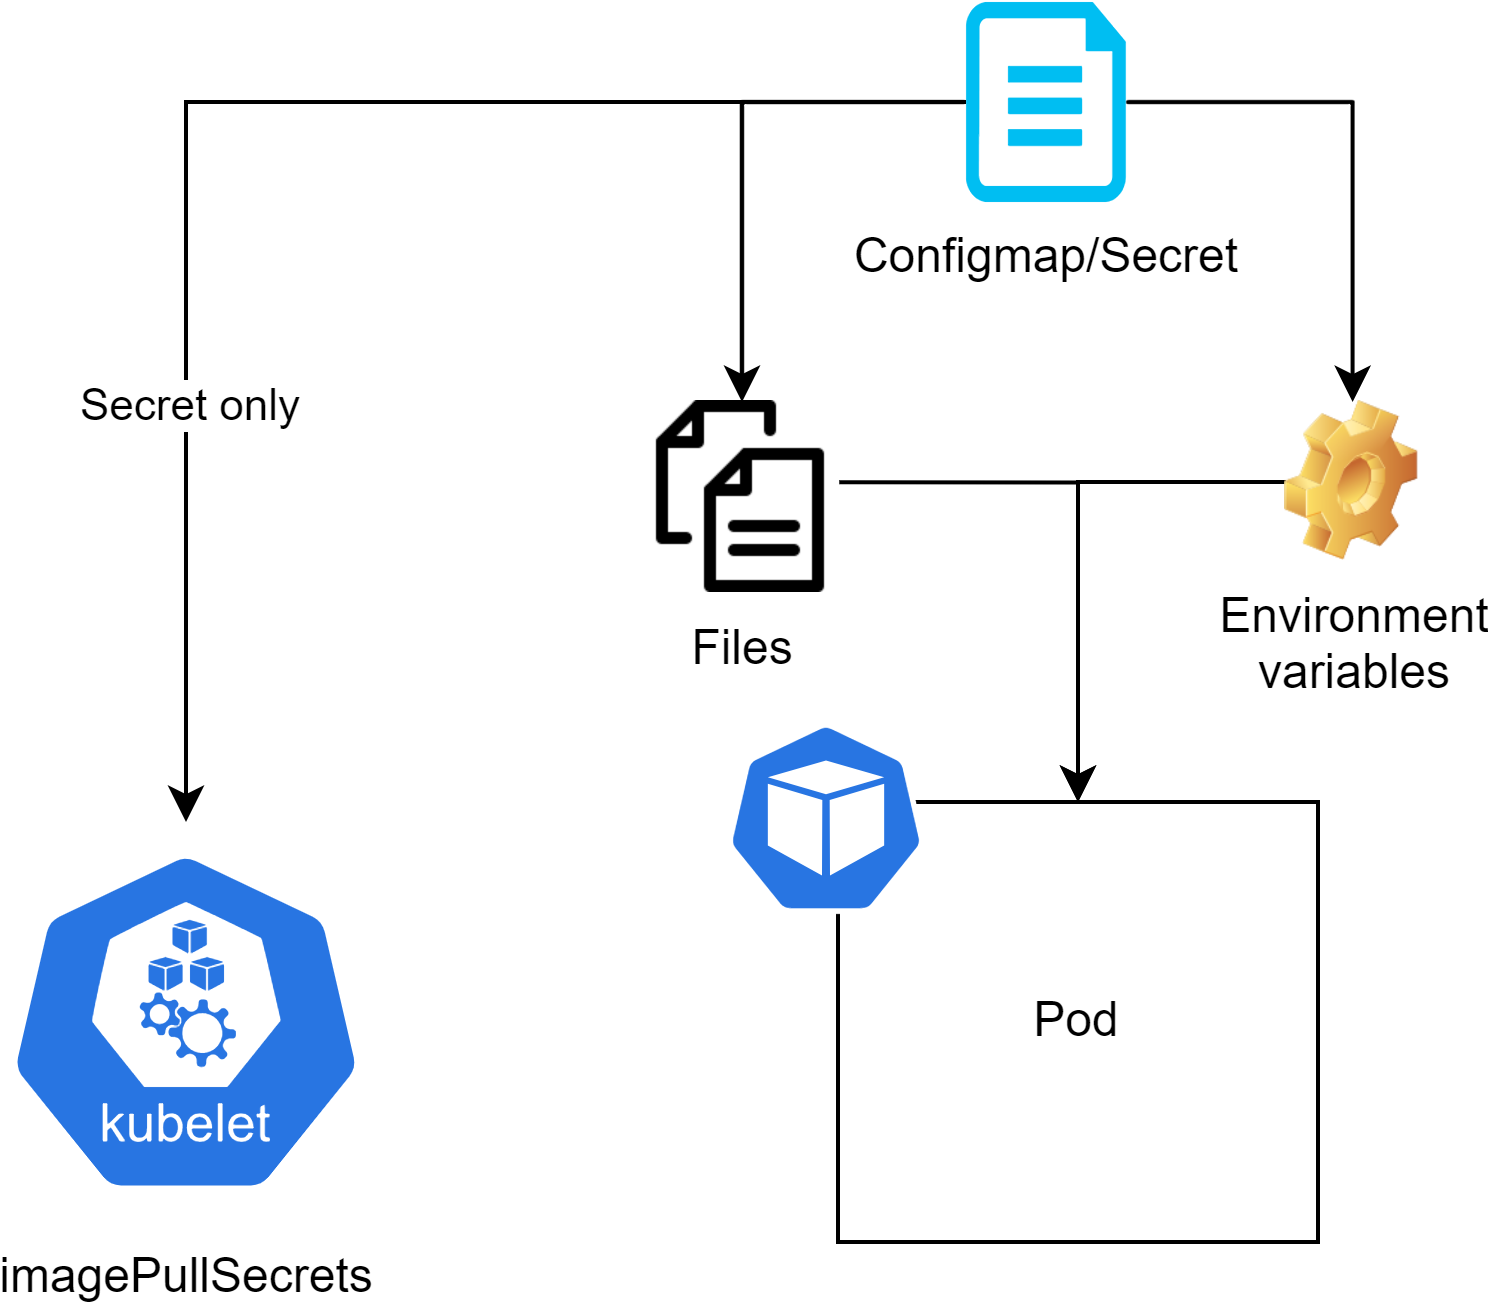 Configmap/Secret
Secret only
Files
Environment
variables
Pod
kubelet
imagePullSecrets